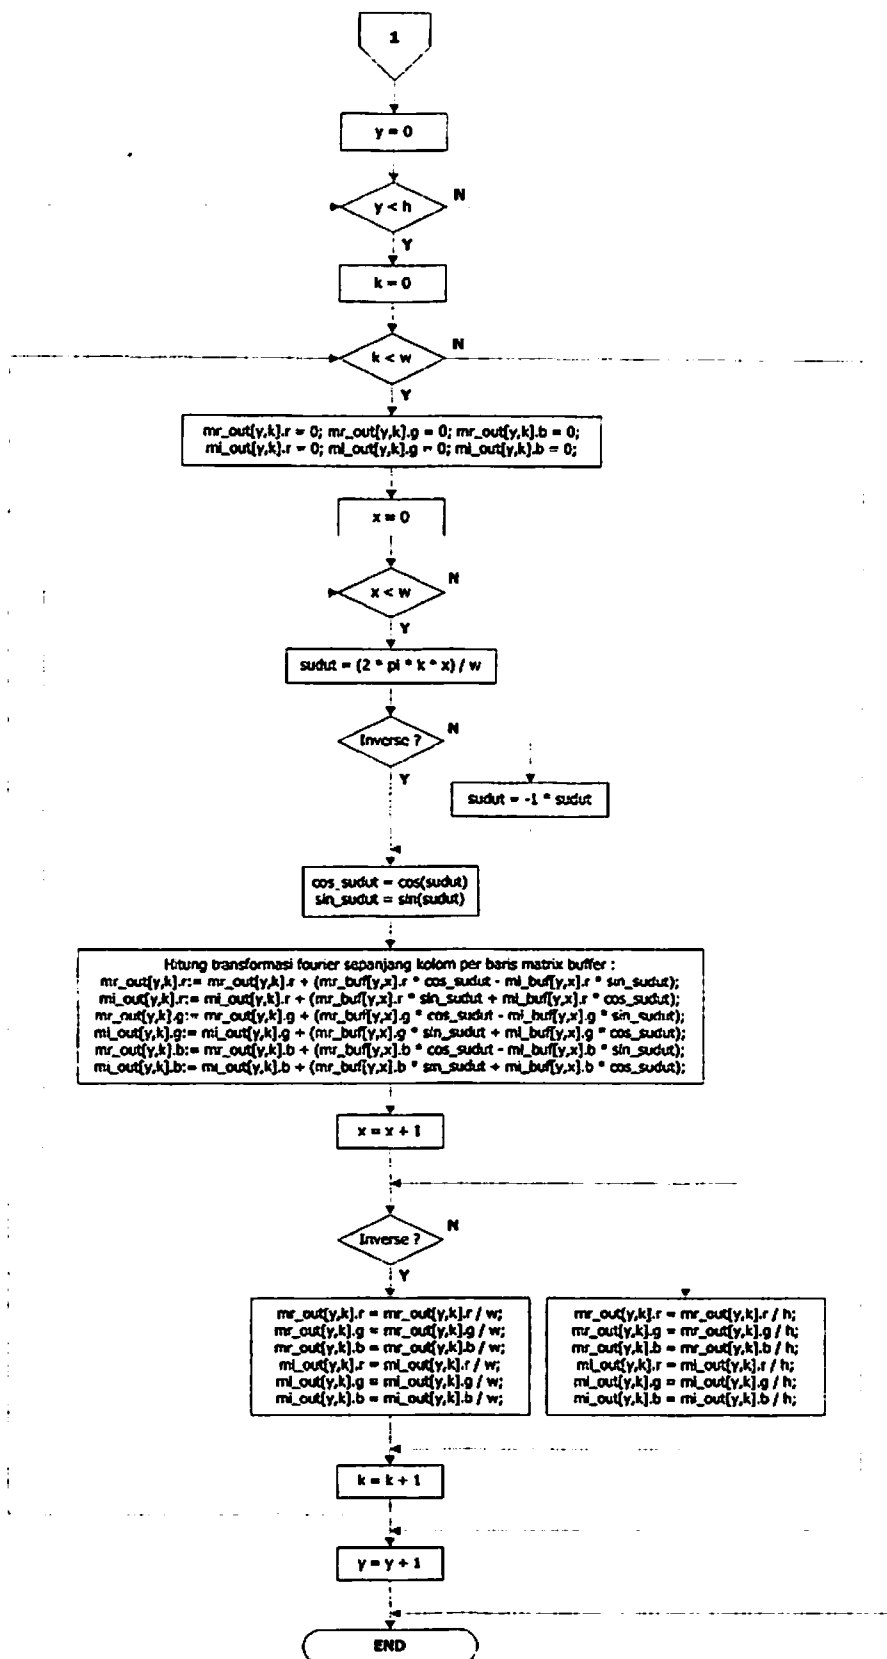 1
y = 0
y < h
N
Y
k = 0
k < w
N
Y
mr_out[y,k].r = 0; mr_out[y,k].g = 0; mr_out[y,k].b = 0;
mi_out[y,k].r = 0; mi_out[y,k].g = 0; mi_out[y,k].b = 0;
x = 0
x < w
N
Y
sudut = (2 * pi * k * x) / w
Inverse ?
N
Y
sudut = -1 * sudut
cos_sudut = cos(sudut)
sin_sudut = sin(sudut)
Hitung transformasi fourier sepanjang kolom per baris matrix buffer :
mr_out[y,k].r:= mr_out[y,k].r + (mr_buf[y,x].r * cos_sudut - mi_buf[y,x].r * sin_sudut);
mi_out[y,k].r:= mi_out[y,k].r + (mr_buf[y,x].r * sin_sudut + mi_buf[y,x].r * cos_sudut);
mr_out[y,k].g:= mr_out[y,k].g + (mr_buf[y,x].g * cos_sudut - mi_buf[y,x].g * sin_sudut);
mi_out[y,k].g:= mi_out[y,k].g + (mr_buf[y,x].g * sin_sudut + mi_buf[y,x].g * cos_sudut);
mr_out[y,k].b:= mr_out[y,k].b + (mr_buf[y,x].b * cos_sudut - mi_buf[y,x].b * sin_sudut);
mi_out[y,k].b:= mi_out[y,k].b + (mr_buf[y,x].b * sin_sudut + mi_buf[y,x].b * cos_sudut);
x = x + 1
Inverse ?
N
Y
mr_out[y,k].r = mr_out[y,k].r / w;
mr_out[y,k].g = mr_out[y,k].g / w;
mr_out[y,k].b = mr_out[y,k].b / w;
mi_out[y,k].r = mi_out[y,k].r / w;
mi_out[y,k].g = mi_out[y,k].g / w;
mi_out[y,k].b = mi_out[y,k].b / w;
mr_out[y,k].r = mr_out[y,k].r / h;
mr_out[y,k].g = mr_out[y,k].g / h;
mr_out[y,k].b = mr_out[y,k].b / h;
mi_out[y,k].r = mi_out[y,k].r / h;
mi_out[y,k].g = mi_out[y,k].g / h;
mi_out[y,k].b = mi_out[y,k].b / h;
k = k + 1
y = y + 1
END